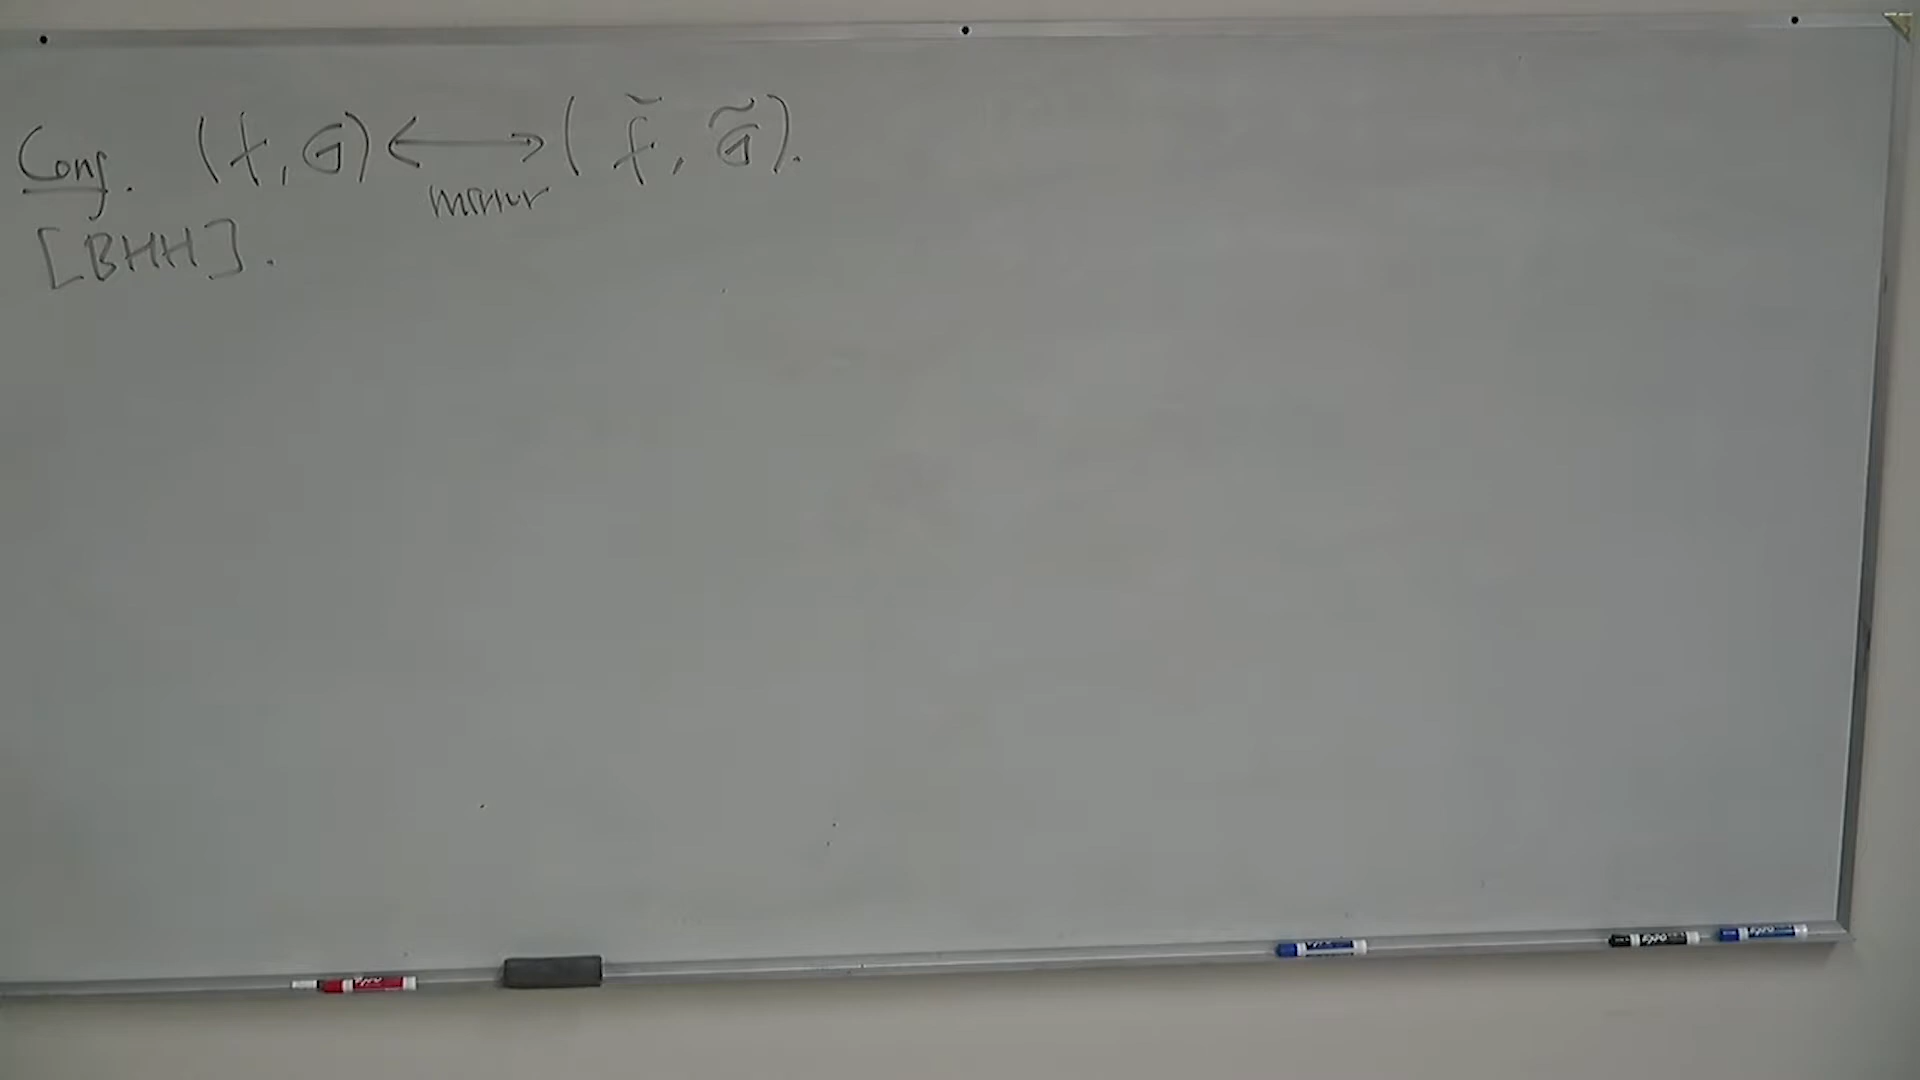 Conj. (f, G) ⟷ (f̃, G̃).
mirror
[BHH].